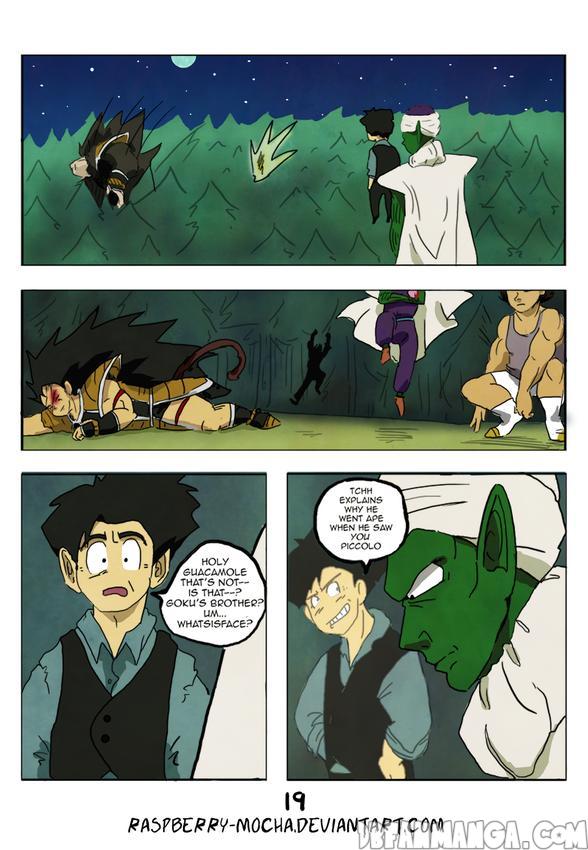 HOLY
GUACAMOLE
THAT'S NOT--
IS THAT--?
GOKU'S BROTHER?
UM...
WHATSISFACE?
TCHH
EXPLAINS
WHY HE
WENT APE
WHEN HE SAW
YOU
PICCOLO
19
RASPBERRY-MOCHA.DEVIANTART.COM
DBFANMANGA.COM